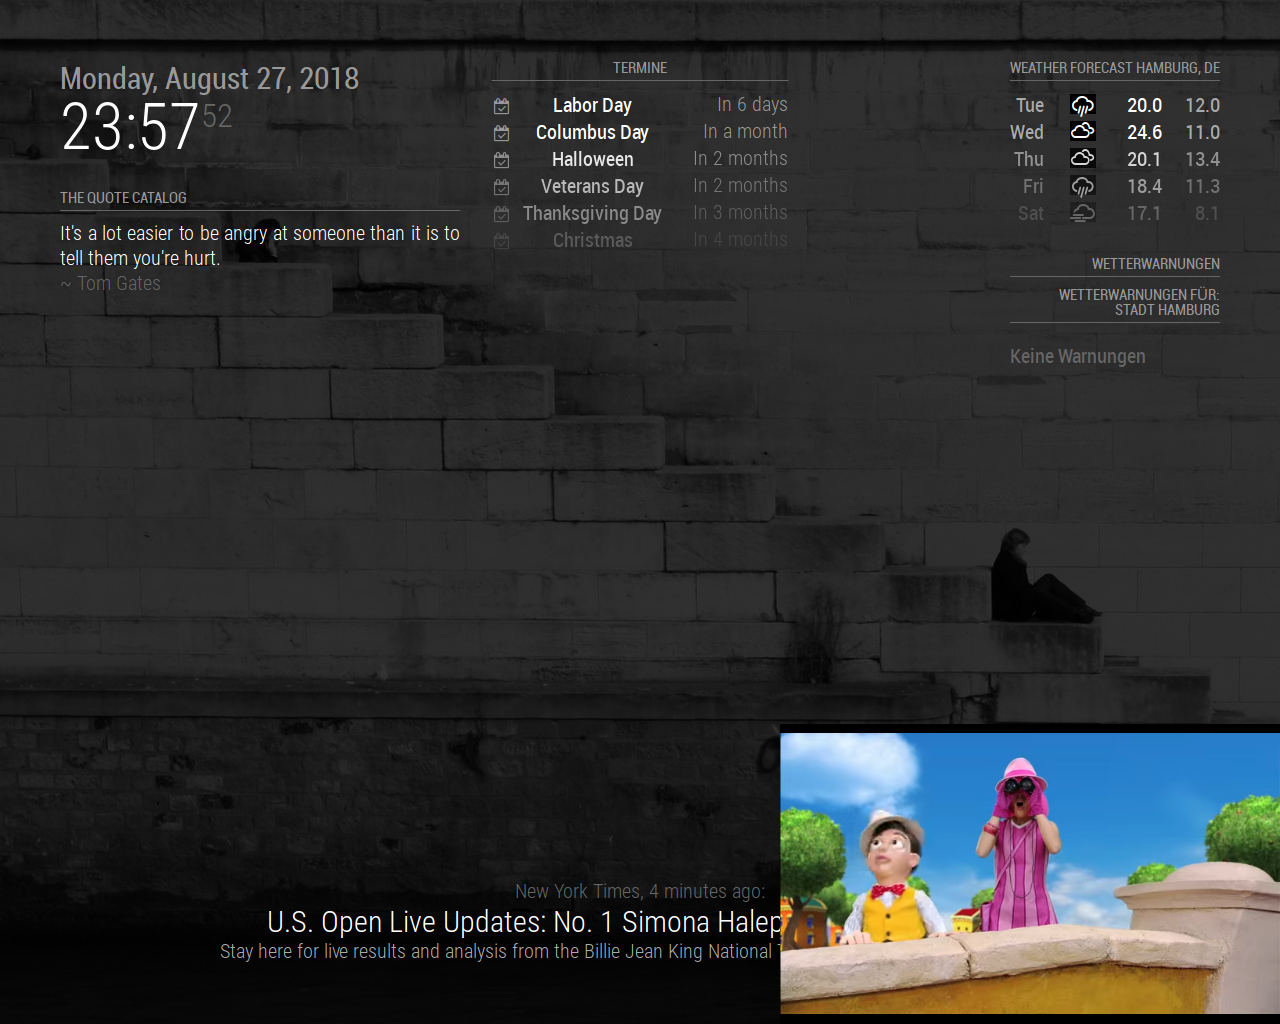 Monday, August 27, 2018
23:57 52
THE QUOTE CATALOG
It's a lot easier to be angry at someone than it is to
tell them you're hurt.
~ Tom Gates
TERMINE
Labor Day In 6 days
Columbus Day In a month
Halloween In 2 months
Veterans Day In 2 months
Thanksgiving Day In 3 months
Christmas In 4 months
WEATHER FORECAST HAMBURG, DE
Tue 20.0 12.0
Wed 24.6 11.0
Thu 20.1 13.4
Fri 18.4 11.3
Sat 17.1 8.1
WETTERWARNUNGEN
WETTERWARNUNGEN FÜR:
STADT HAMBURG
Keine Warnungen
New York Times, 4 minutes ago:
U.S. Open Live Updates: No. 1 Simona Halep
Stay here for live results and analysis from the Billie Jean King National